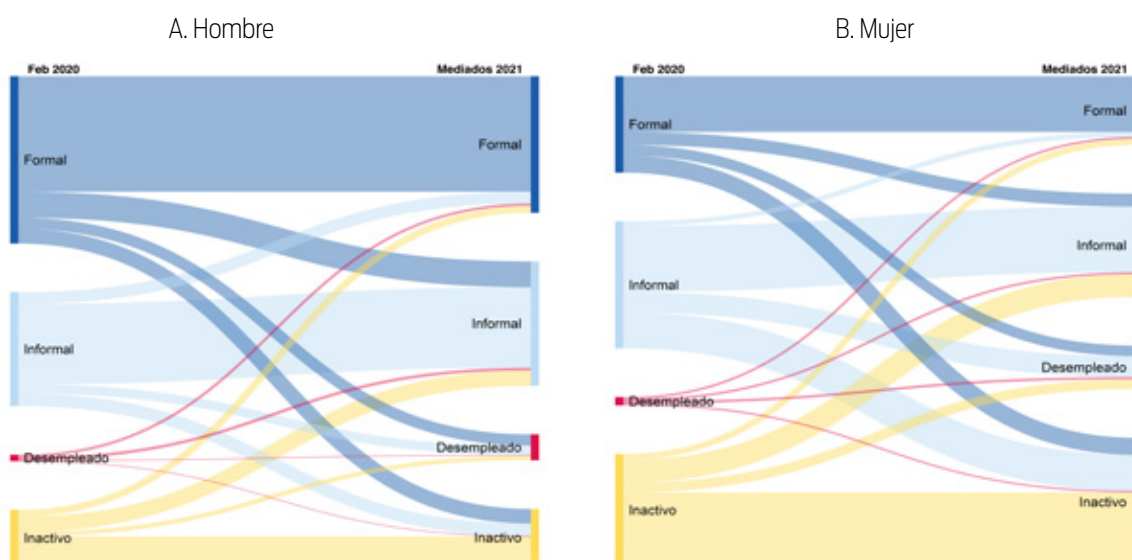 A. Hombre
Feb 2020 Mediados 2021
Formal Formal
Informal Informal
Desempleado Desempleado
Inactivo Inactivo
B. Mujer
Feb 2020 Mediados 2021
Formal Formal
Informal Informal
Desempleado Desempleado
Inactivo Inactivo